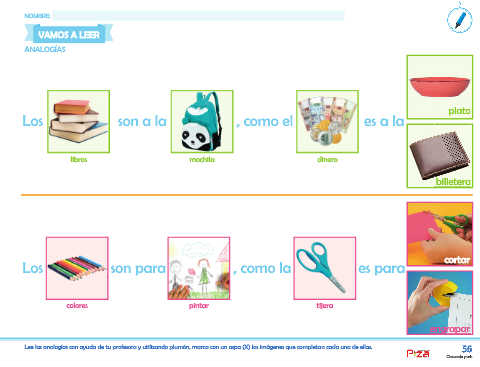 NOMBRE:
VAMOS A LEER
ANALOGÍAS
Los son a la , como el es a la
libros
mochila
dinero
plato
billetera
Los son para , como la es para
colores
pintar
tijera
cortar
engrapar
Lee las analogías con ayuda de tu profesora y utilizando plumón, marca con un aspa (X) las imágenes que completan cada una de ellas.
56